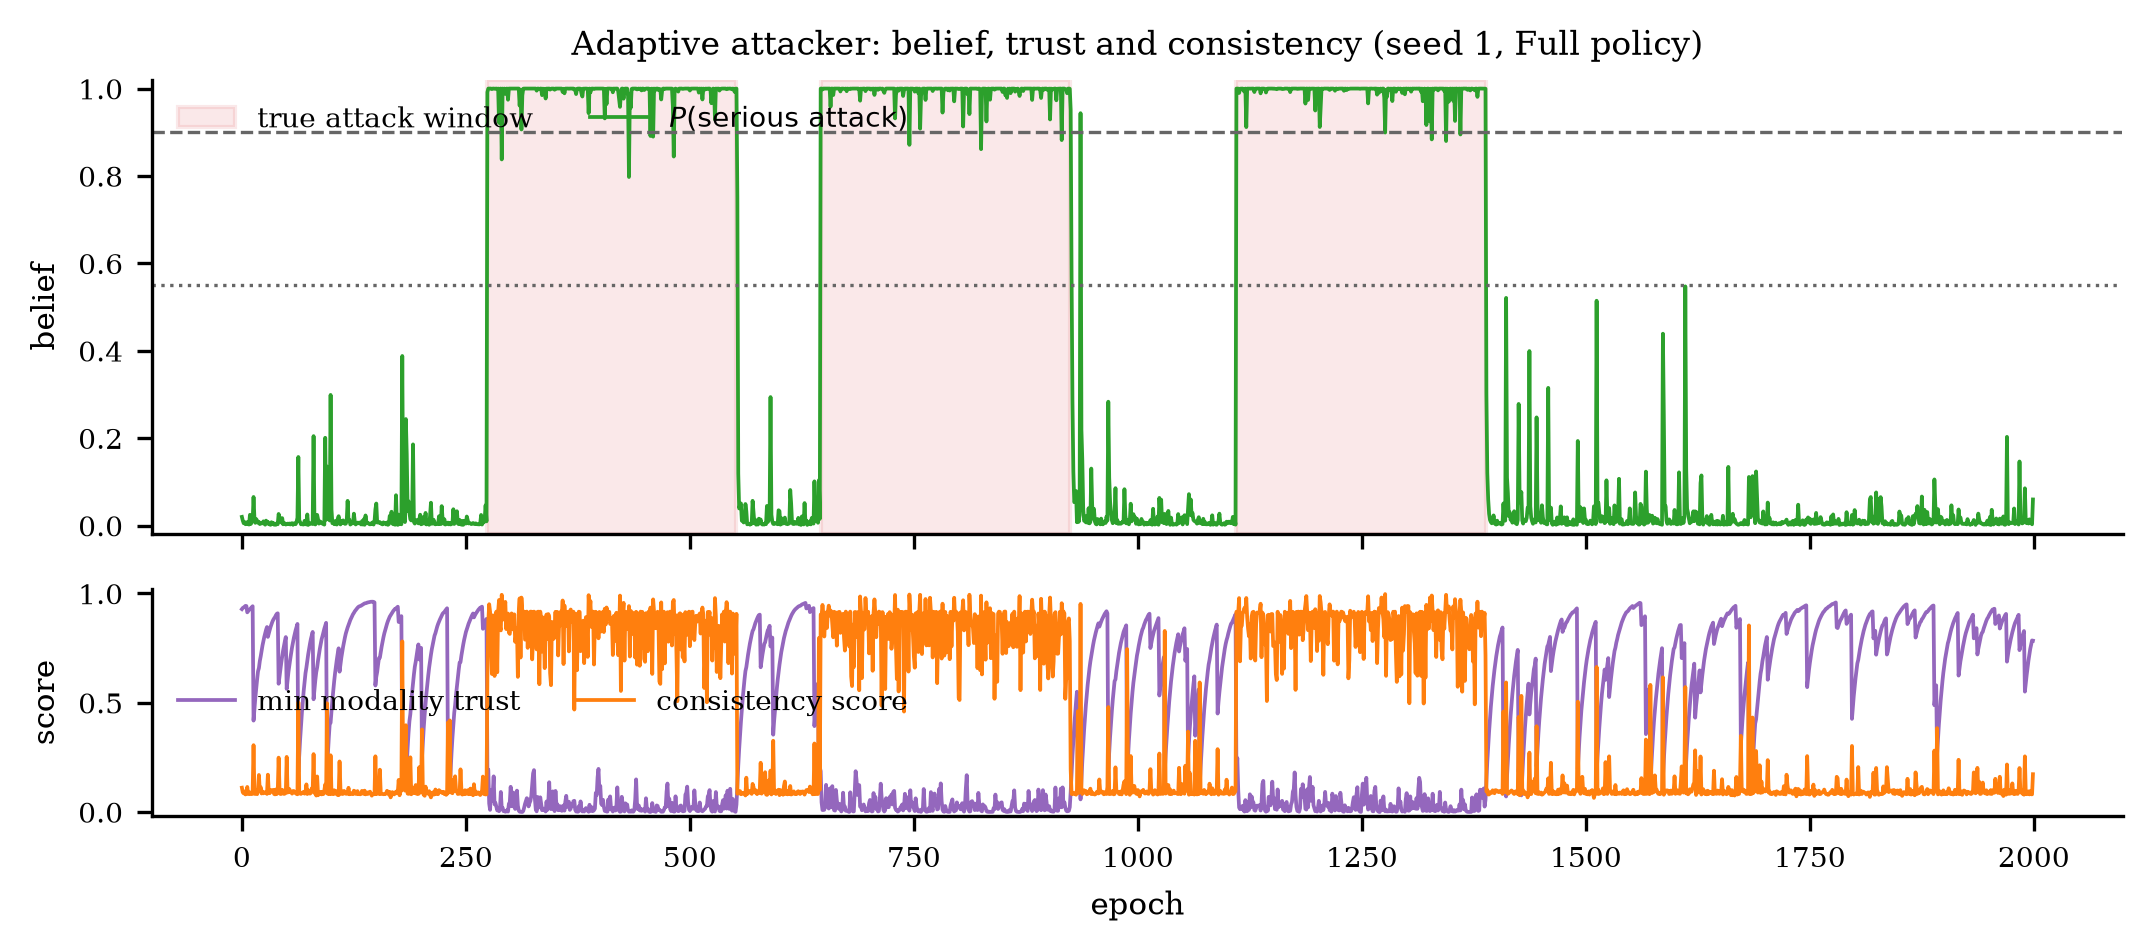 Adaptive attacker: belief, trust and consistency (seed 1, Full policy)
1.0
true attack window P(serious attack)
0.8
0.6
0.4
0.2
0.0
belief
1.0
0.5
0.0
min modality trust consistency score
score
0 250 500 750 1000 1250 1500 1750 2000
epoch